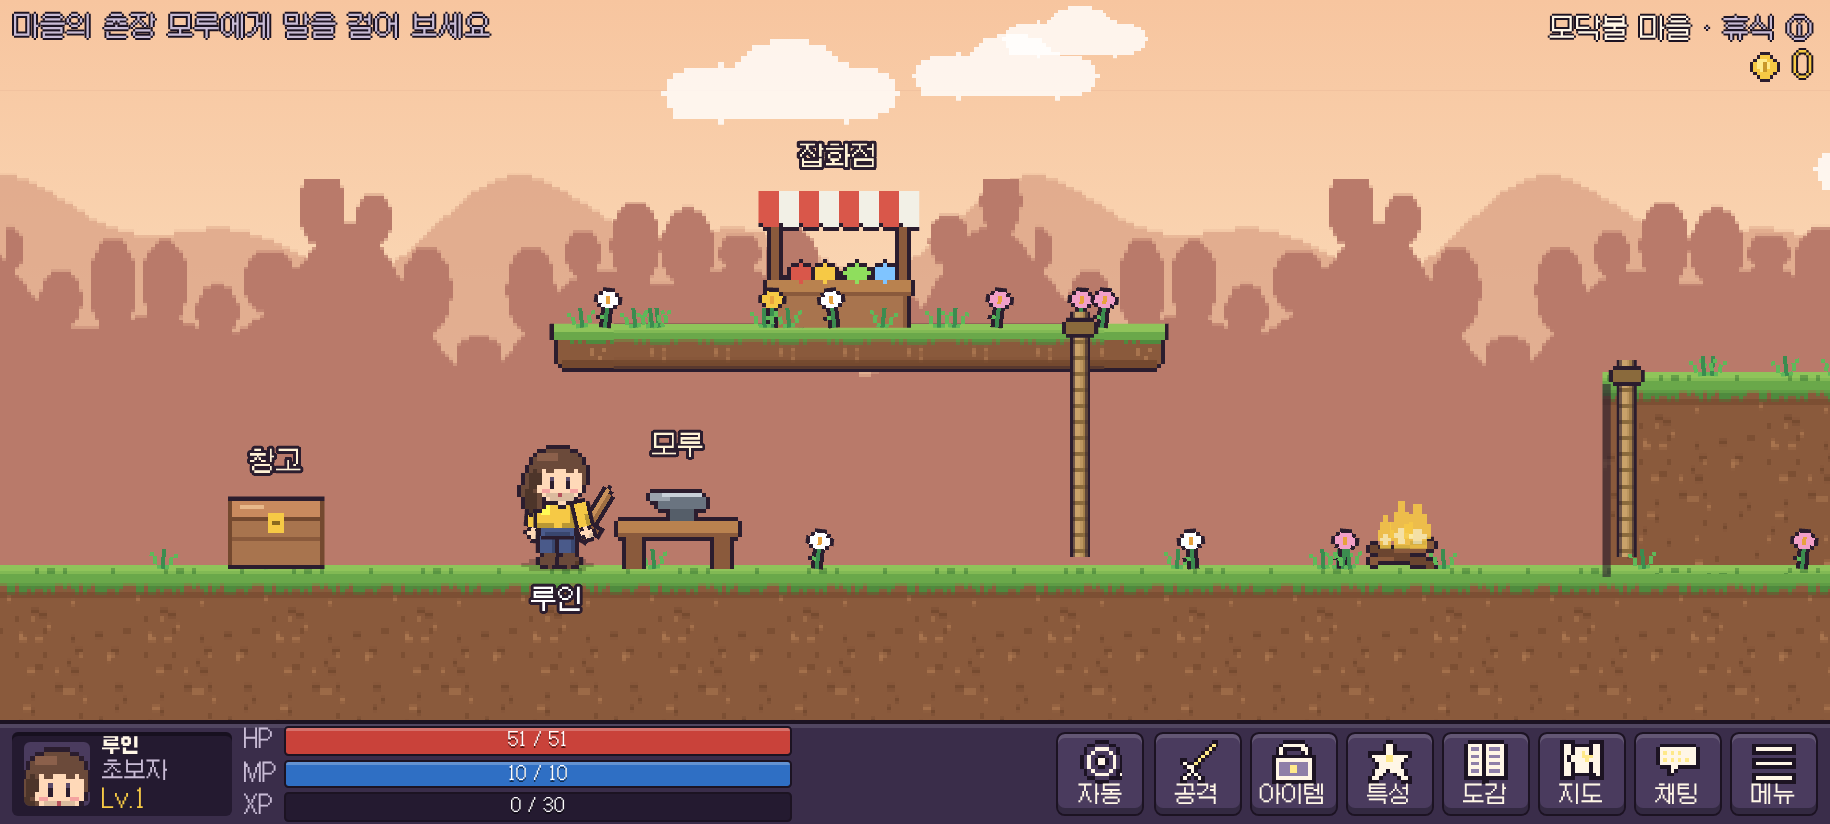 마을의 촌장 모루에게 말을 걸어 보세요
모닥불 마을 · 휴식 ①
0
잡화점
창고
모루
루인
루인
초보자
Lv.1
HP 51 / 51
MP 10 / 10
XP 0 / 30
자동 공격 아이템 특성 도감 지도 채팅 메뉴